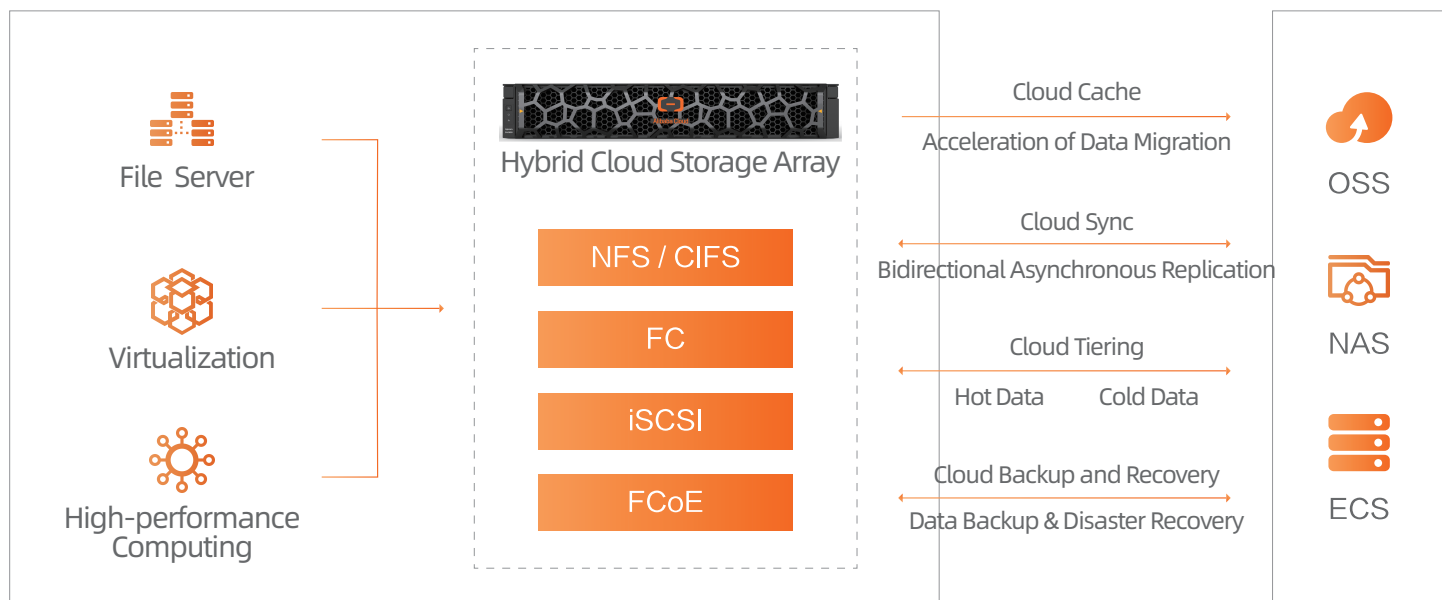 File Server
Virtualization
High-performance
Computing
Alibaba Cloud
Hybrid Cloud Storage Array
NFS / CIFS
FC
iSCSI
FCoE
Cloud Cache
Acceleration of Data Migration
Cloud Sync
Bidirectional Asynchronous Replication
Cloud Tiering
Hot Data Cold Data
Cloud Backup and Recovery
Data Backup & Disaster Recovery
OSS
NAS
ECS